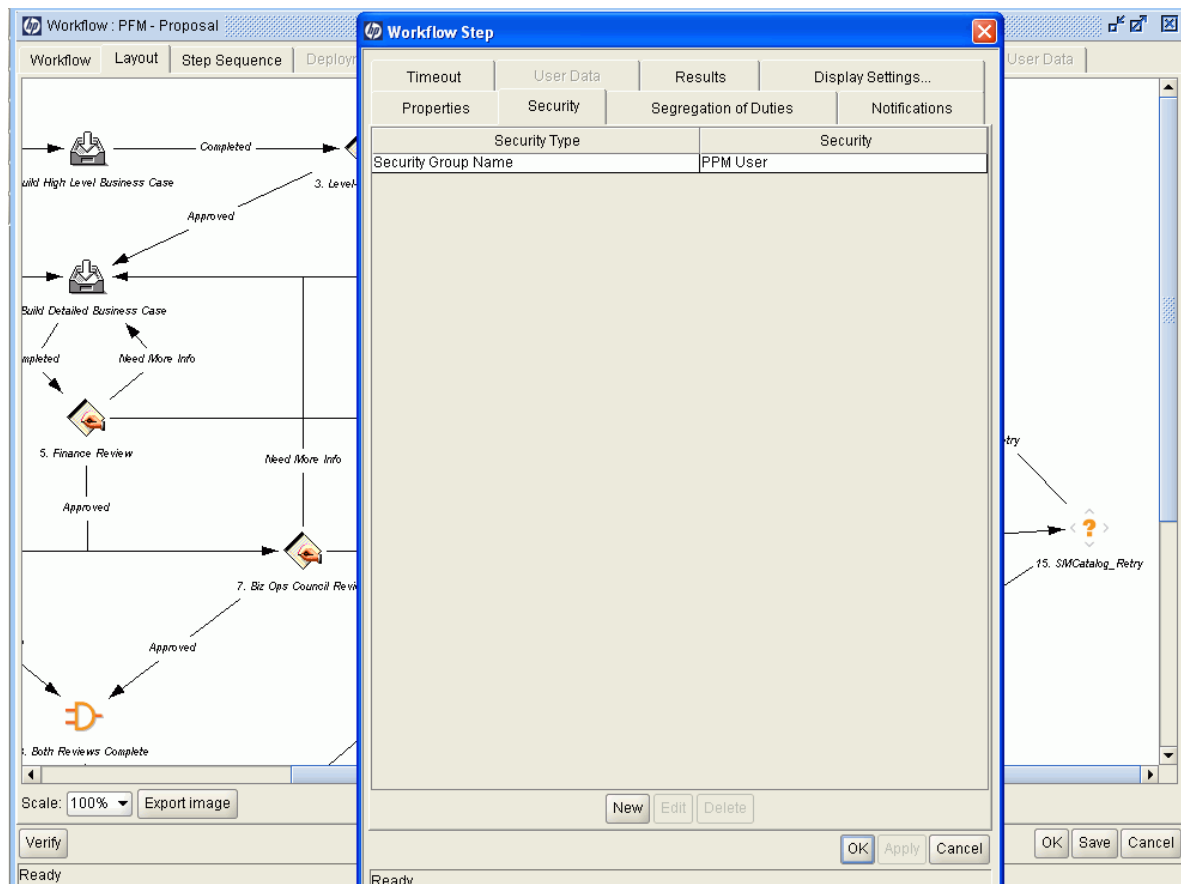 hp Workflow : PFM - Proposal
Workflow Layout Step Sequence
User Data
Completed
3. Level-
Approved
Need More Info
5. Finance Review
Need More Info
Approved
Approved
15. SMCatalog_Retry
Scale: 100% Export image
Verify
OK Save Cancel
Ready
hp Workflow Step
Timeout User Data Results Display Settings...
Properties Security Segregation of Duties Notifications
Security Type Security
Security Group Name PPM User
New Edit Delete
OK Apply Cancel
Ready
High Level Business Case
Detailed Business Case
7. Biz Ops Council
Both Reviews Complete